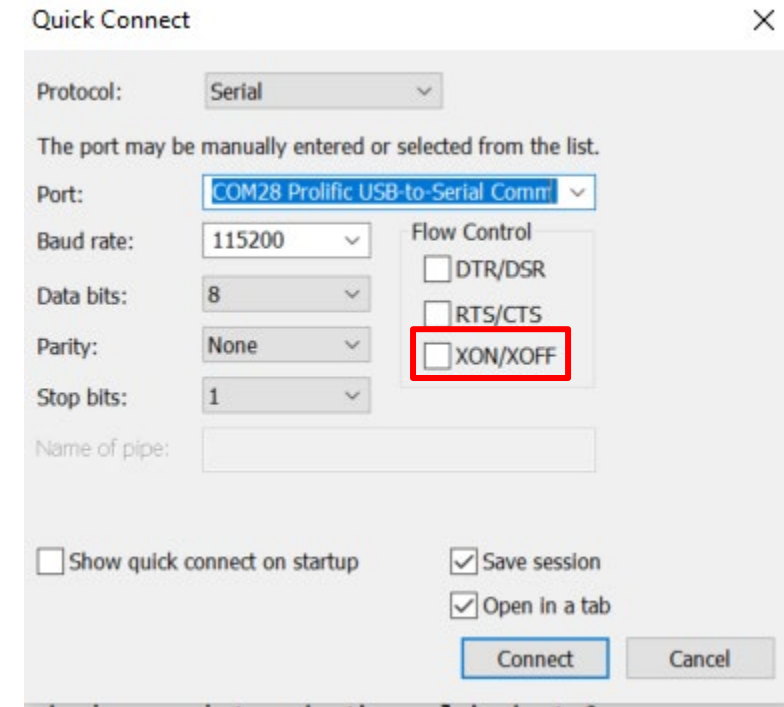 Quick Connect
Protocol: Serial
The port may be manually entered or selected from the list.
Port: COM28 Prolific USB-to-Serial Comm
Baud rate: 115200
Flow Control
DTR/DSR
Data bits: 8
RTS/CTS
Parity: None
XON/XOFF
Stop bits: 1
Name of pipe:
Show quick connect on startup
Save session
Open in a tab
Connect Cancel